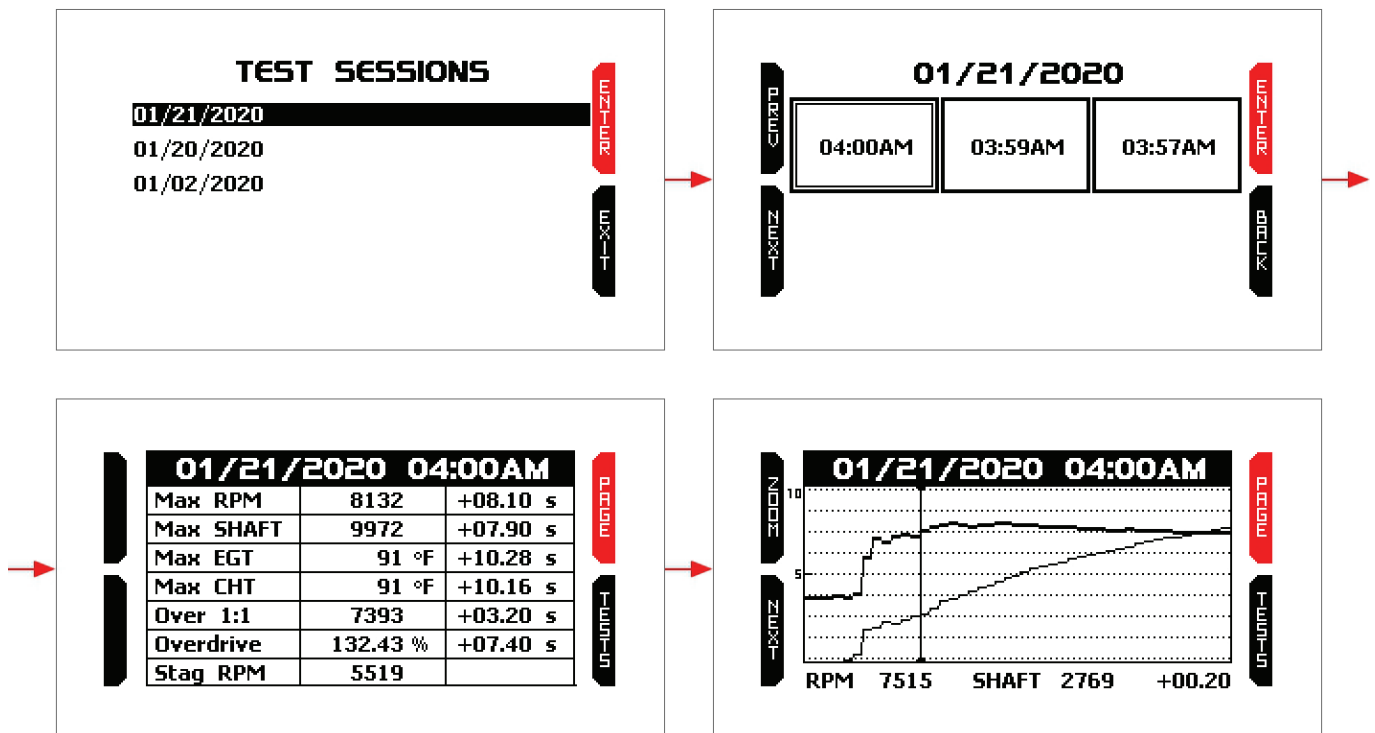 TEST SESSIONS
01/21/2020
01/20/2020
01/02/2020
ENTER
EXIT
01/21/2020
PREV
NEXT
04:00AM 03:59AM 03:57AM
ENTER
BACK
01/21/2020 04:00AM
Max RPM 8132 +08.10 s
Max SHAFT 9972 +07.90 s
Max EGT 91 °F +10.28 s
Max CHT 91 °F +10.16 s
Over 1:1 7393 +03.20 s
Overdrive 132.43 % +07.40 s
Stag RPM 5519
PAGE
TESTS
01/21/2020 04:00AM
ZOOM
NEXT
10
5
RPM 7515 SHAFT 2769 +00.20
PAGE
TESTS